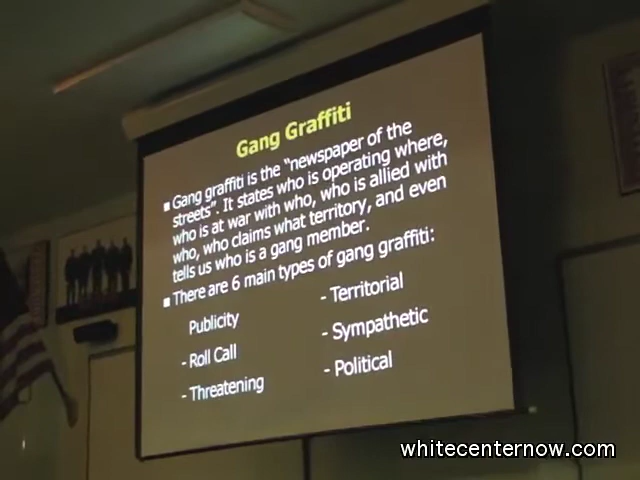 Gang Graffiti
▪ Gang graffiti is the "newspaper of the
streets". It states who is operating where,
who is at war with who, who is allied with
who, who claims what territory, and even
tells us who is a gang member.
▪ There are 6 main types of gang graffiti:
Publicity
- Roll Call
- Threatening
- Territorial
- Sympathetic
- Political
whitecenternow.com